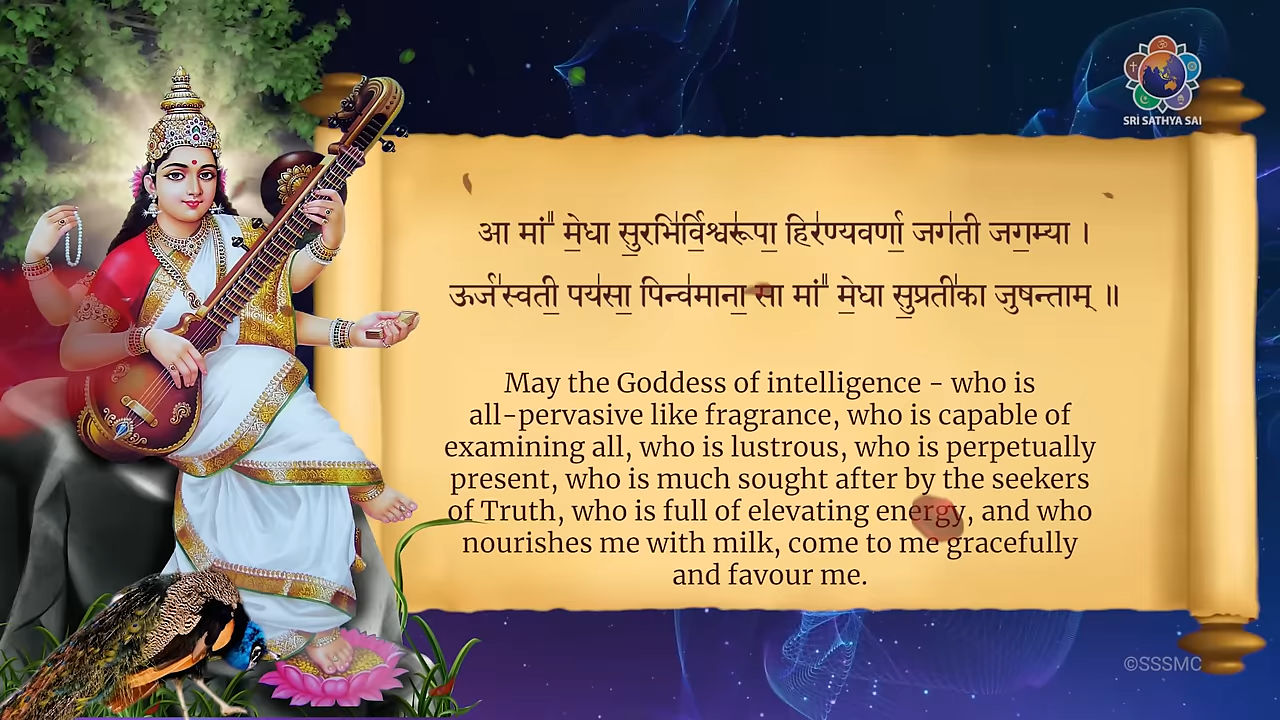 SRI SATHYA SAI
आ मां᳚ मे॒धा सु॒रभि॑र्वि॒श्वरू॑पा॒ हिर॑ण्यवर्णा॒ जग॑ती जग॒म्या ।
ऊर्ज॑स्वती॒ पय॑सा॒ पिन्व॑माना॒ सा मां᳚ मे॒धा सु॒प्रती॑का जुषन्ताम् ॥
May the Goddess of intelligence - who is
all-pervasive like fragrance, who is capable of
examining all, who is lustrous, who is perpetually
present, who is much sought after by the seekers
of Truth, who is full of elevating energy, and who
nourishes me with milk, come to me gracefully
and favour me.
©SSSMC